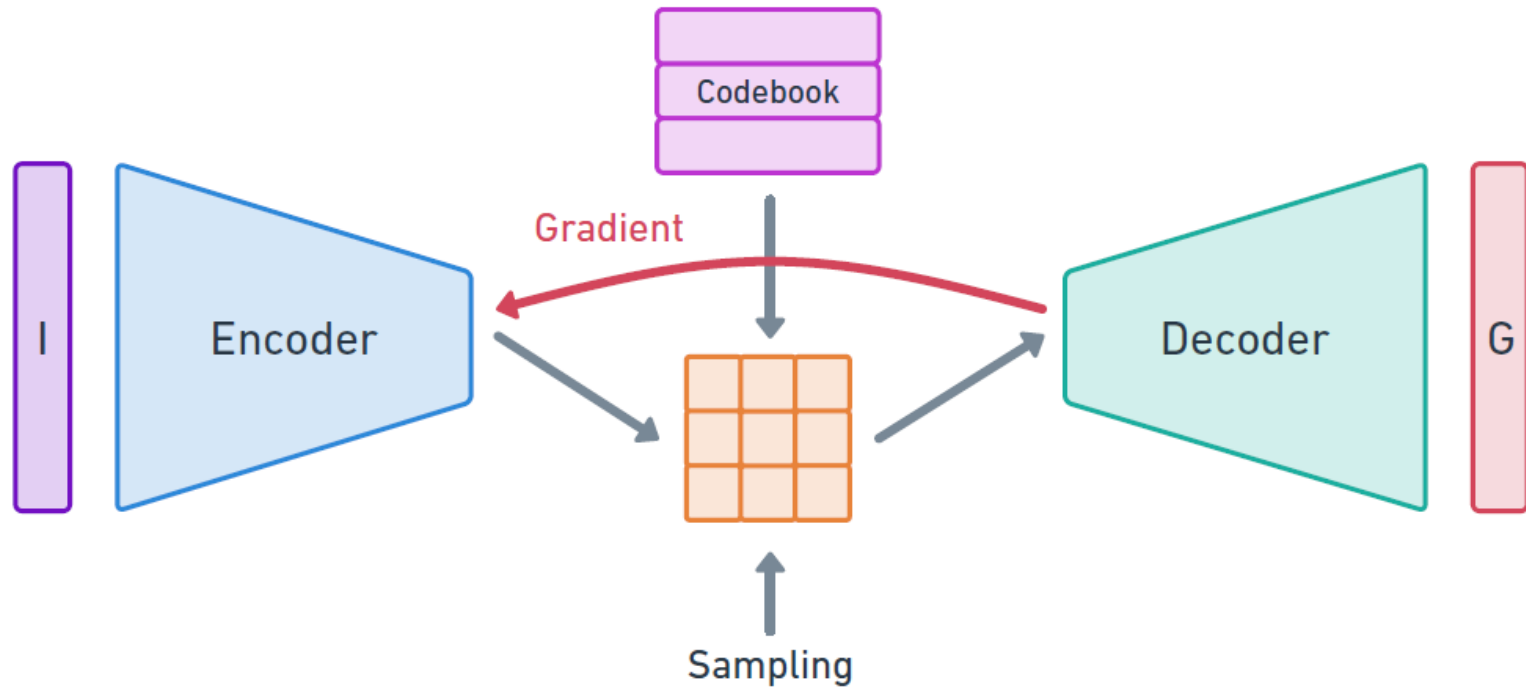 Codebook
Gradient
I
Encoder
Decoder
G
Sampling